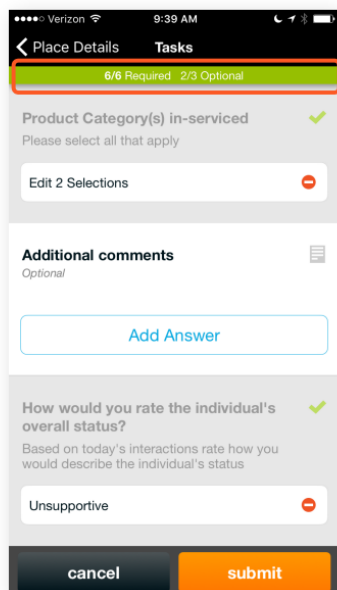 Verizon 9:39 AM
Place Details Tasks
6/6 Required 2/3 Optional
Product Category(s) in-serviced
Please select all that apply
Edit 2 Selections
Additional comments
Optional
Add Answer
How would you rate the individual's
overall status?
Based on today's interactions rate how you
would describe the individual's status
Unsupportive
cancel submit